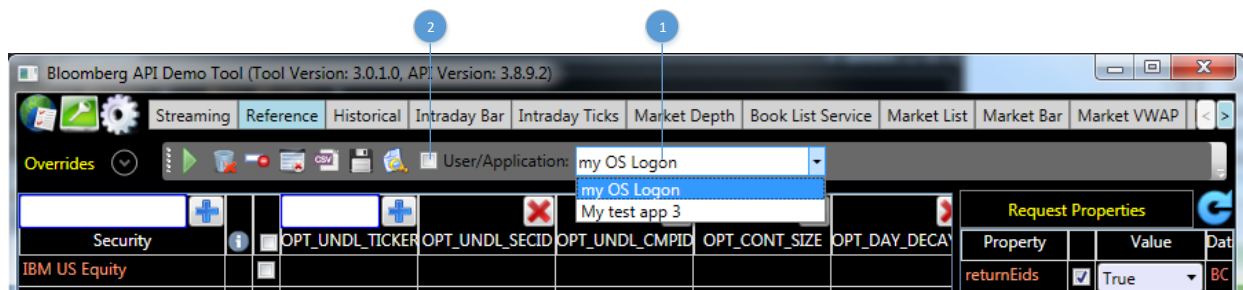 2
1
Bloomberg API Demo Tool (Tool Version: 3.0.1.0, API Version: 3.8.9.2)
Streaming Reference Historical Intraday Bar Intraday Ticks Market Depth Book List Service Market List Market Bar Market VWAP < >
Overrides CSV User/Application: my OS Logon
my OS Logon
My test app 3
Request Properties
Security OPT_UNDL_TICKER OPT_UNDL_SECID OPT_UNDL_CMPID OPT_CONT_SIZE OPT_DAY_DECAY Property Value Dat
IBM US Equity returnEids True BC